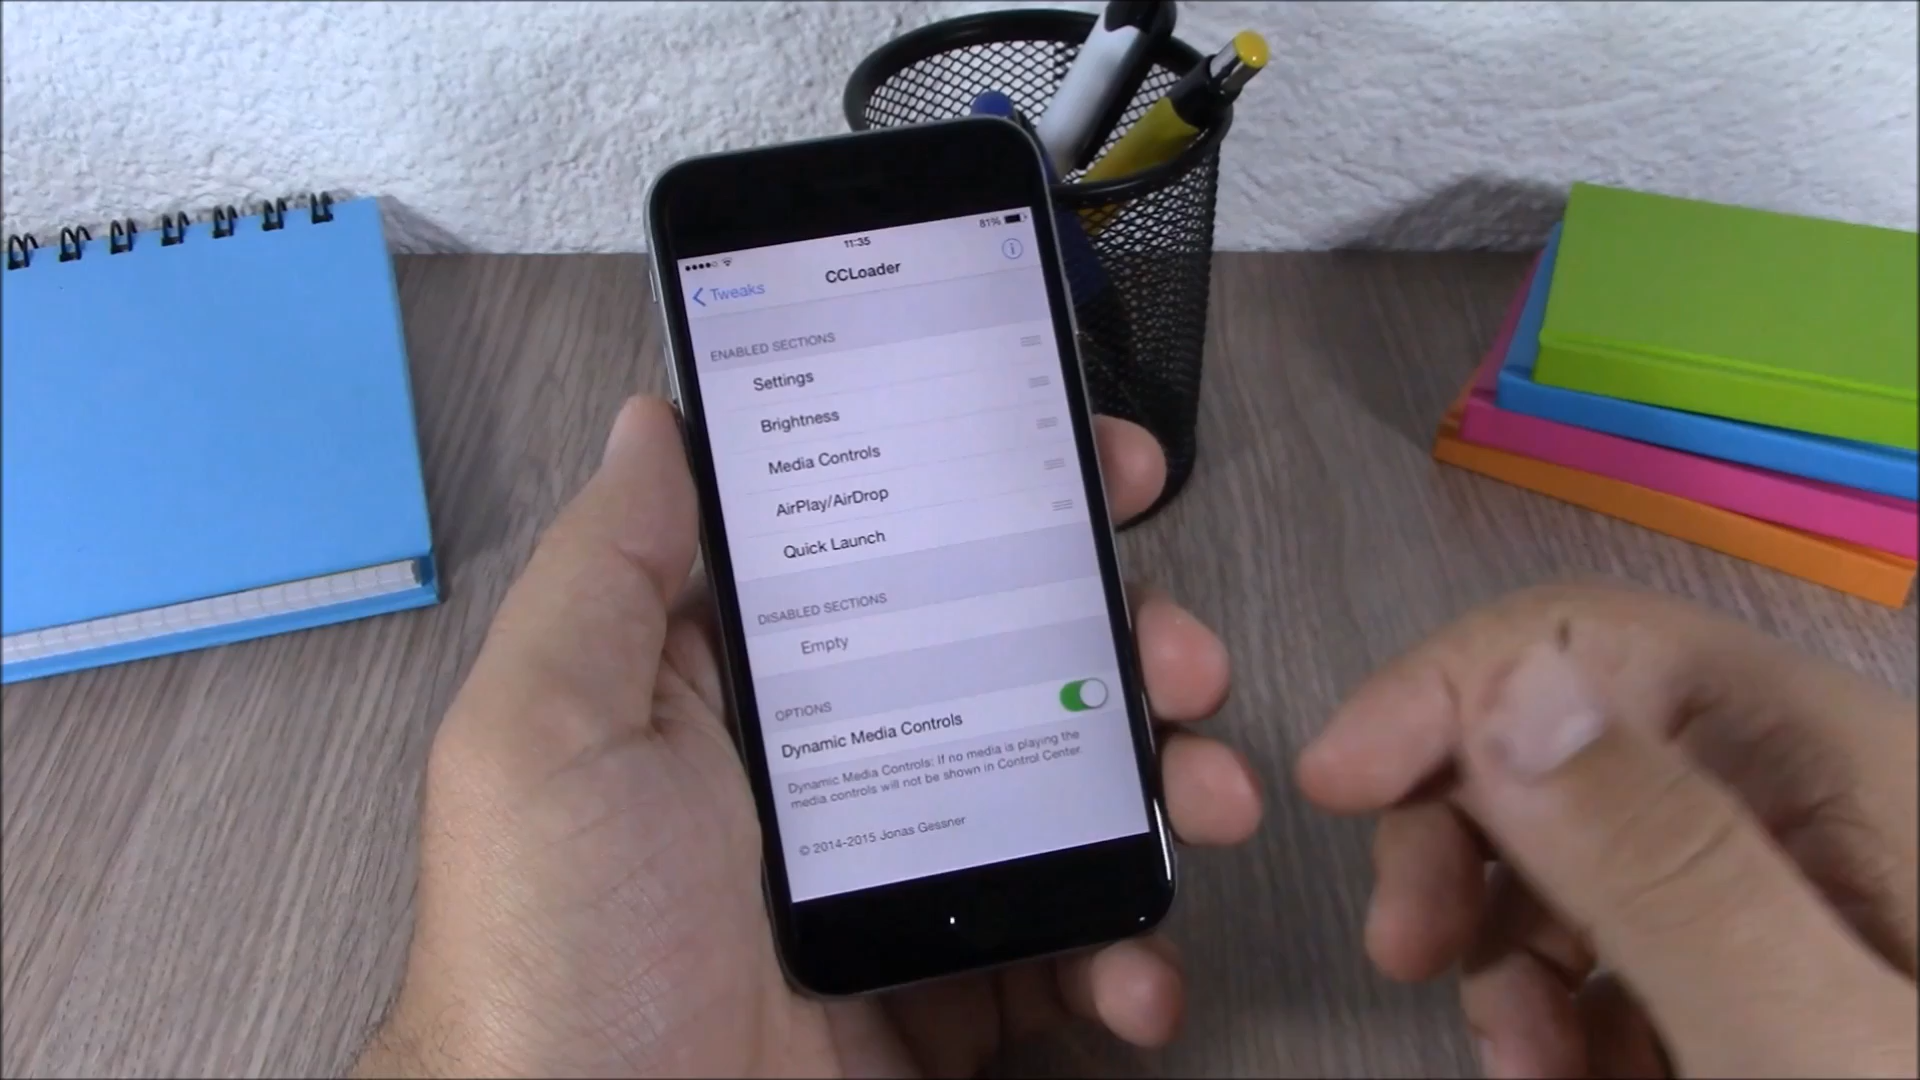 11:35
81%
Tweaks
CCLoader
ENABLED SECTIONS
Settings
Brightness
Media Controls
AirPlay/AirDrop
Quick Launch
DISABLED SECTIONS
Empty
OPTIONS
Dynamic Media Controls
Dynamic Media Controls: If no media is playing the
media controls will not be shown in Control Center.
© 2014-2015 Jonas Gessner